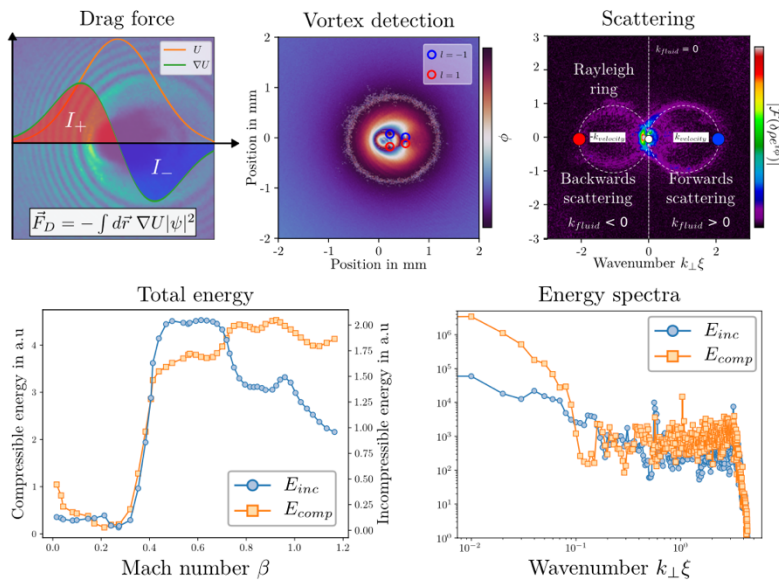 Drag force
U
∇U
I₊
I₋
F⃗_D = − ∫ dr⃗ ∇U|ψ|²
Vortex detection
l = −1
l = 1
Position in mm
2
1
0
−1
−2
−2 −1 0 1 2
Position in mm
ϕ
Scattering
k_fluid = 0
Rayleigh
ring
-k_velocity
k_velocity
Backwards
scattering
Forwards
scattering
k_fluid < 0
k_fluid > 0
3
2
1
0
−1
−2
−3
−2 0 2
Wavenumber k⊥ξ
Total energy
Compressible energy in a.u
4
3
2
1
0
Incompressible energy in a.u
2.00
1.75
1.50
1.25
1.00
0.75
0.50
0.25
0.00
E_inc
E_comp
0.0 0.2 0.4 0.6 0.8 1.0 1.2
Mach number β
Energy spectra
E_inc
E_comp
10⁶
10⁵
10⁴
10³
10²
10¹
10⁰
10⁻² 10⁻¹ 10⁰
Wavenumber k⊥ξ